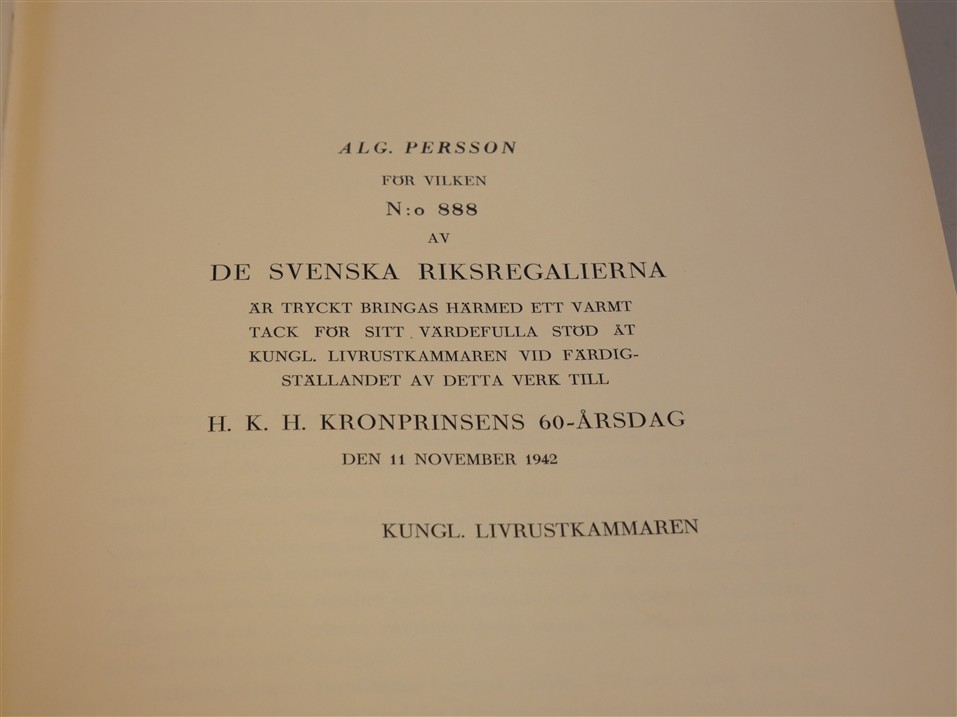 ALG. PERSSON
FÖR VILKEN
N:o 888
AV
DE SVENSKA RIKSREGALIERNA
ÄR TRYCKT BRINGAS HÄRMED ETT VARMT
TACK FÖR SITT VÄRDEFULLA STÖD ÅT
KUNGL. LIVRUSTKAMMAREN VID FÄRDIG-
STÄLLANDET AV DETTA VERK TILL
H. K. H. KRONPRINSENS 60-ÅRSDAG
DEN 11 NOVEMBER 1942
KUNGL. LIVRUSTKAMMAREN